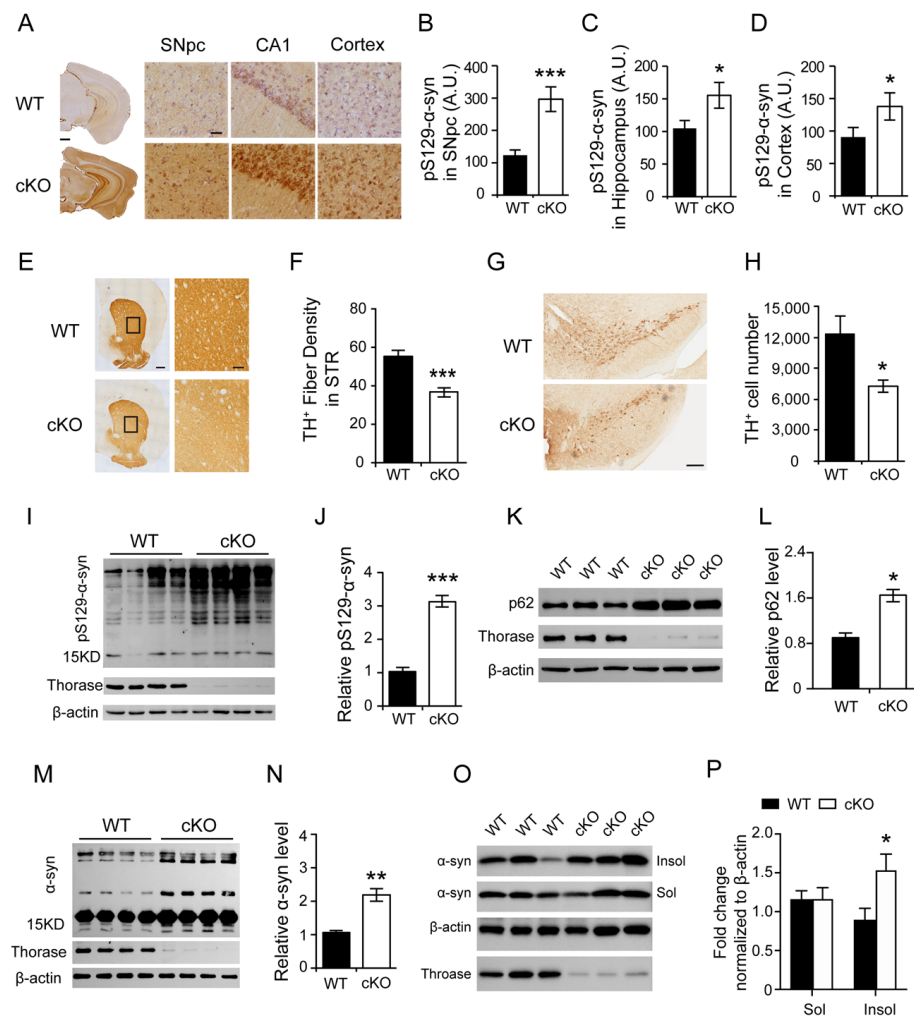 A
SNpc
CA1
Cortex
WT
cKO
B
pS129-α-syn
in SNpc (A.U.)
400
300
200
100
0
***
WT
cKO
C
pS129-α-syn
in Hippocampus (A.U.)
200
150
100
50
0
*
WT
cKO
D
pS129-α-syn
in Cortex (A.U.)
200
150
100
50
0
*
WT
cKO
E
WT
cKO
F
TH⁺ Fiber Density
in STR
80
60
40
20
0
***
WT
cKO
G
WT
cKO
H
TH⁺ cell number
15,000
12,000
9,000
6,000
3,000
0
*
WT
cKO
I
WT
cKO
pS129-α-syn
15KD
Thorase
β-actin
J
Relative pS129-α-syn
4
3
2
1
0
***
WT
cKO
K
WT
WT
WT
cKO
cKO
cKO
p62
Thorase
β-actin
L
Relative p62 level
2.4
1.6
0.8
0
*
WT
cKO
M
WT
cKO
α-syn
15KD
Thorase
β-actin
N
Relative α-syn level
4
3
2
1
0
**
WT
cKO
O
WT
WT
WT
cKO
cKO
cKO
α-syn
Insol
α-syn
Sol
β-actin
Throase
P
WT
cKO
Fold change
normalized to β-actin
2.0
1.5
1.0
0.5
0
*
Sol
Insol